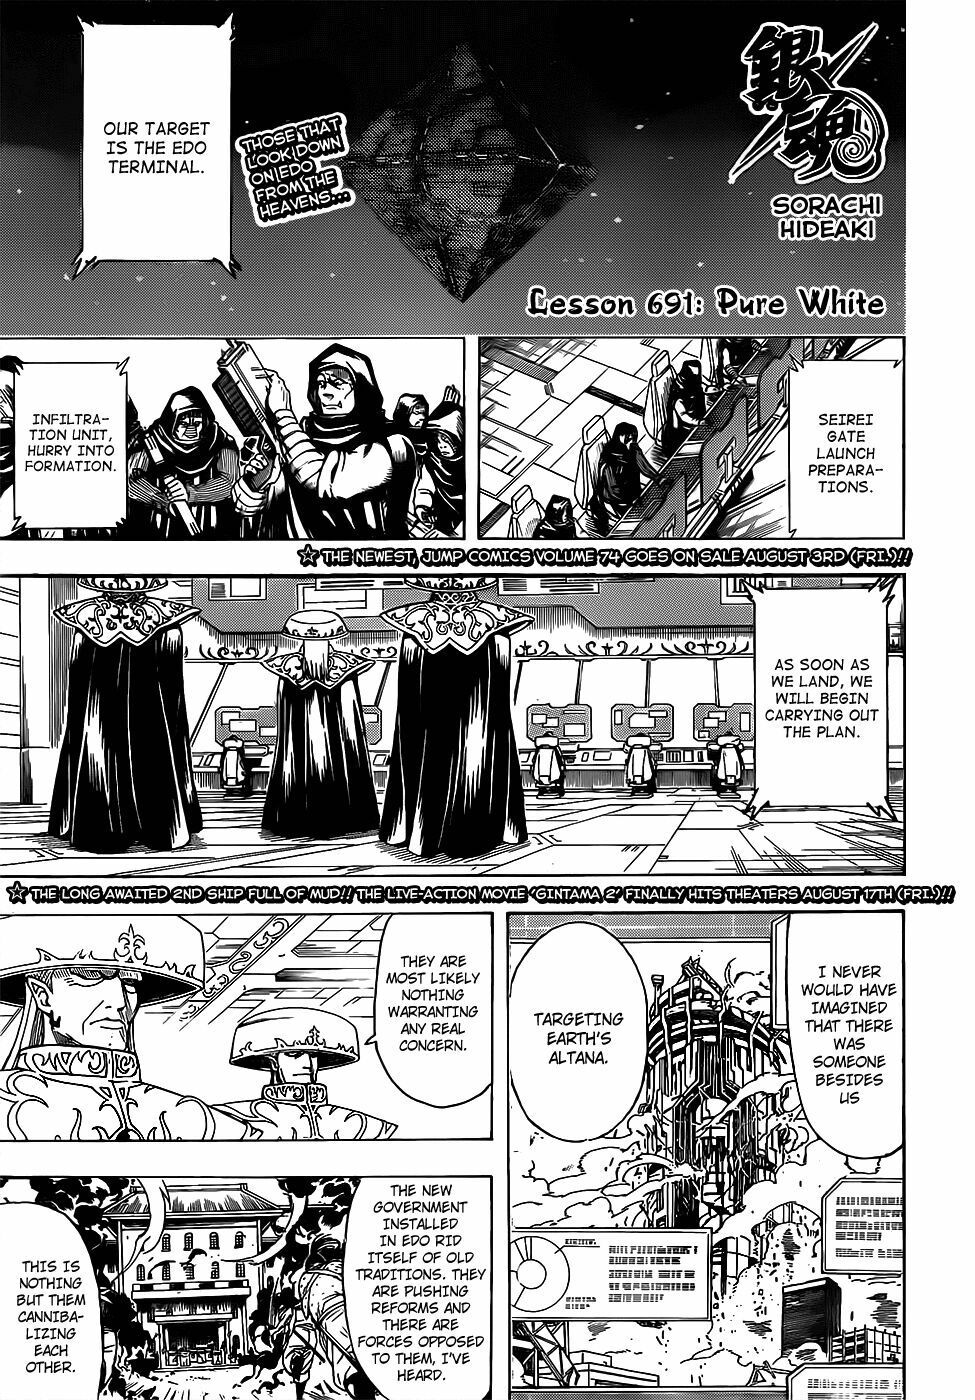 銀魂
SORACHI
HIDEAKI
OUR TARGET
IS THE EDO
TERMINAL.
THOSE THAT
LOOK DOWN
ON EDO
FROM THE
HEAVENS...
Lesson 691: Pure White
SEIREI
GATE
LAUNCH
PREPARA-
TIONS.
INFILTRA-
TION UNIT,
HURRY INTO
FORMATION.
☆ THE NEWEST, JUMP COMICS VOLUME 74 GOES ON SALE AUGUST 3RD (FRI.)!!
AS SOON AS
WE LAND, WE
WILL BEGIN
CARRYING OUT
THE PLAN.
☆ THE LONG AWAITED 2ND SHIP FULL OF MUD!! THE LIVE-ACTION MOVIE 'GINTAMA 2' FINALLY HITS THEATERS AUGUST 17TH (FRI.)!!
I NEVER
WOULD HAVE
IMAGINED
THAT THERE
WAS
SOMEONE
BESIDES
US
TARGETING
EARTH'S
ALTANA.
THEY ARE
MOST LIKELY
NOTHING
WARRANTING
ANY REAL
CONCERN.
THE NEW
GOVERNMENT
INSTALLED
IN EDO RID
ITSELF OF OLD
TRADITIONS. THEY
ARE PUSHING
REFORMS AND
THERE ARE
FORCES OPPOSED
TO THEM, I'VE
HEARD.
THIS IS
NOTHING
BUT THEM
CANNIBA-
LIZING
EACH
OTHER.